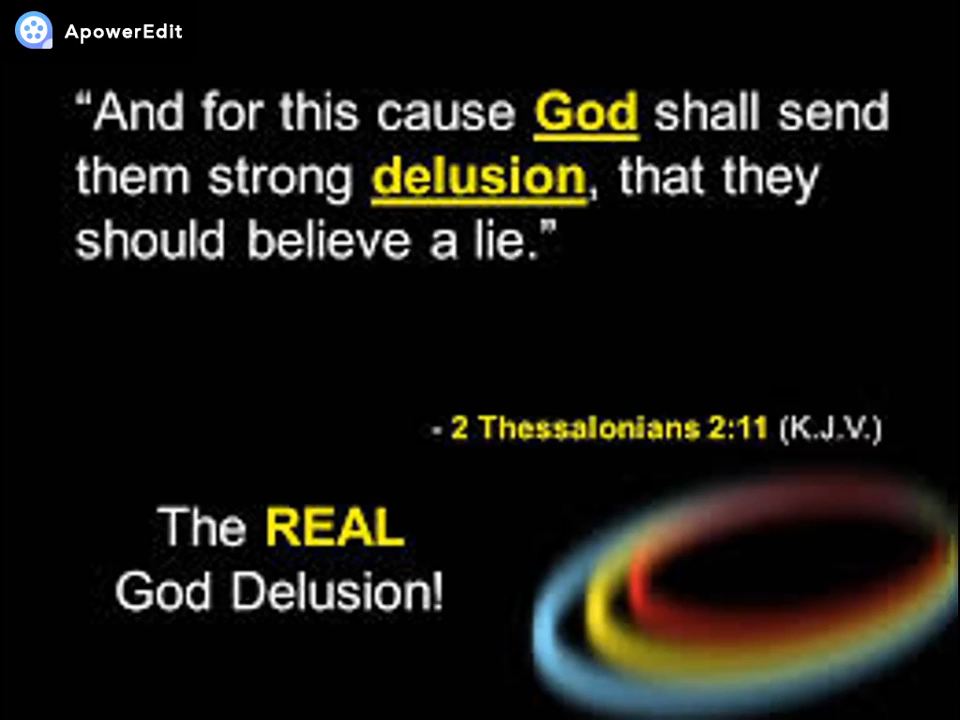 ApowerEdit
“And for this cause God shall send
them strong delusion, that they
should believe a lie.”
- 2 Thessalonians 2:11 (K.J.V.)
The REAL
God Delusion!